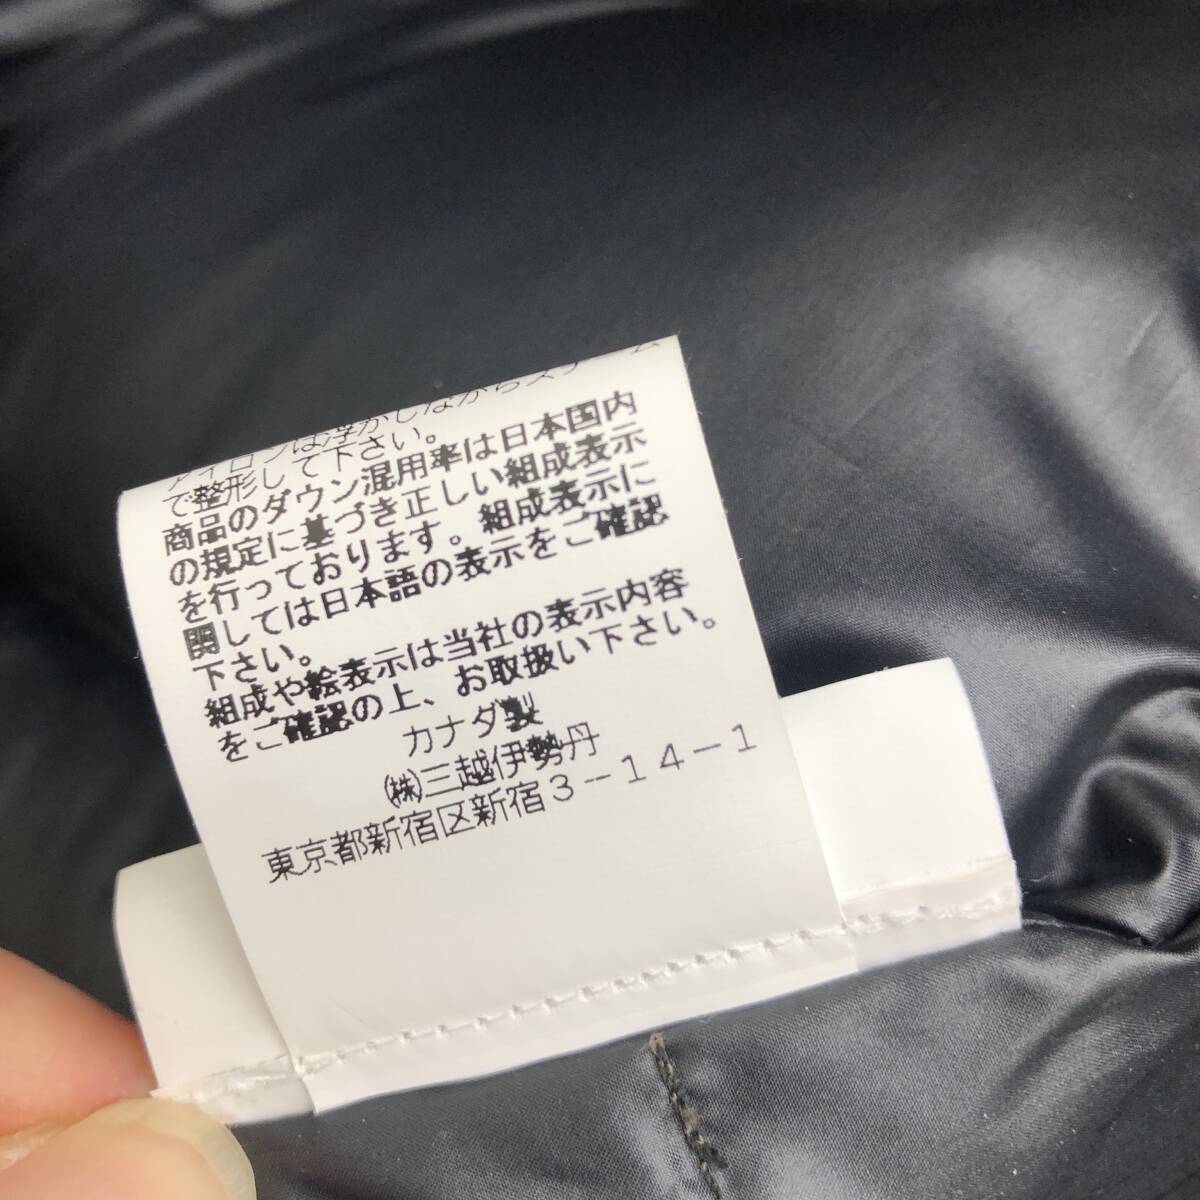 アイロンは浮かしながらスチーム
で整形して下さい。
商品のダウン混用率は日本国内
の規定に基づき正しい組成表示
を行っております。組成表示に
関しては日本語の表示をご確認
下さい。
組成や絵表示は当社の表示内容
をご確認の上、お取扱い下さい。
カナダ製
㈱三越伊勢丹
東京都新宿区新宿3-14-1